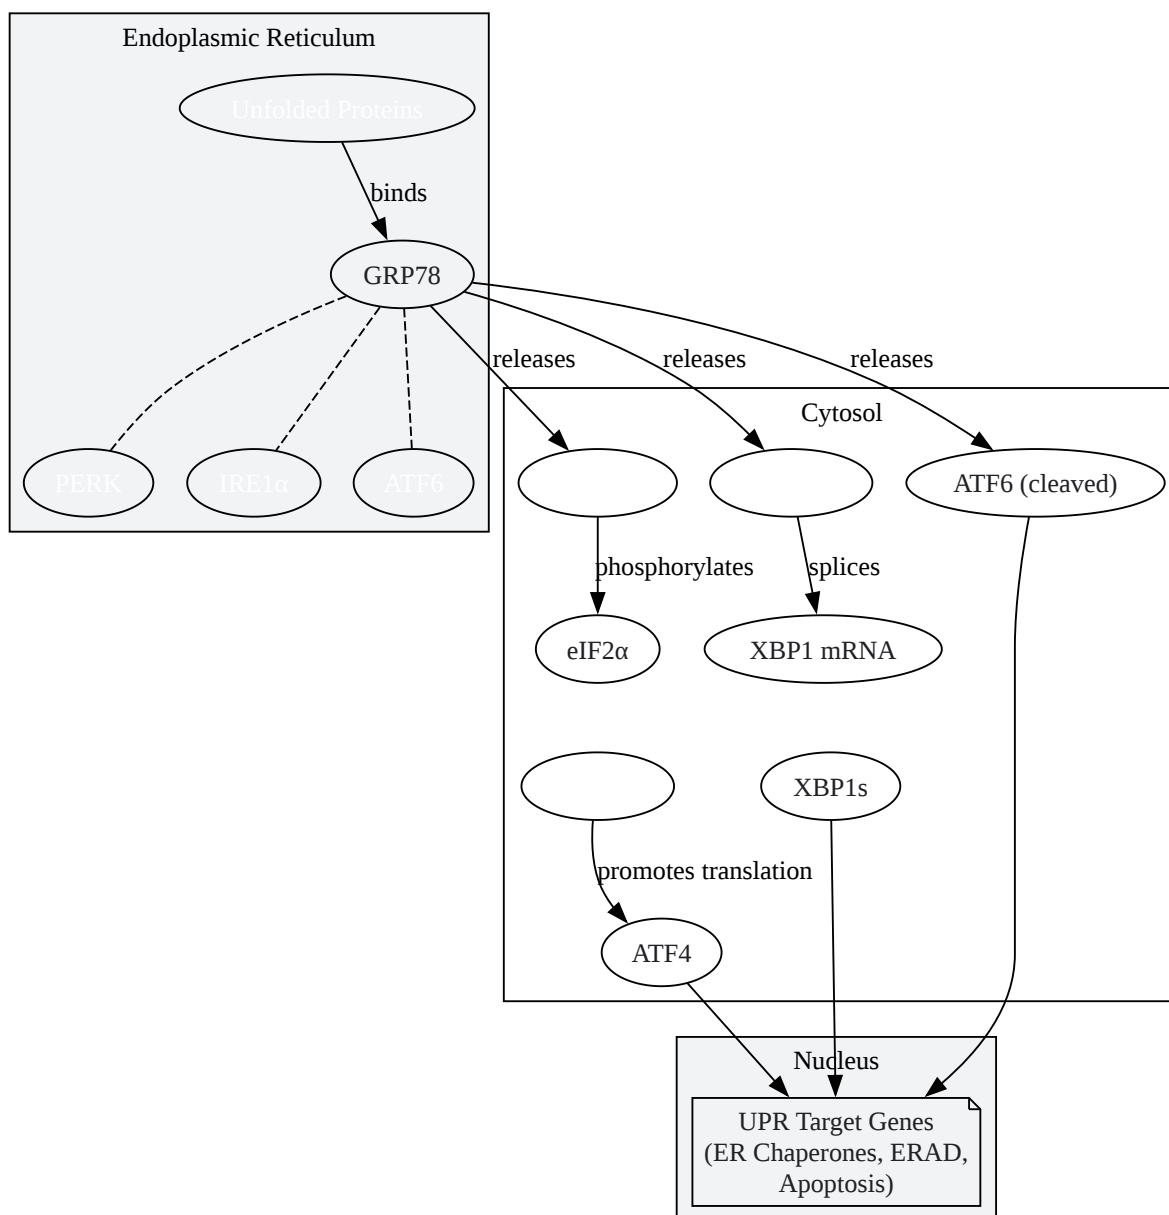 Endoplasmic Reticulum
Unfolded Proteins
binds
GRP78
releases
releases
releases
Cytosol
PERK
IRE1α
ATF6
ATF6 (cleaved)
phosphorylates
splices
eIF2α
XBP1 mRNA
XBP1s
promotes translation
ATF4
Nucleus
UPR Target Genes
(ER Chaperones, ERAD,
Apoptosis)